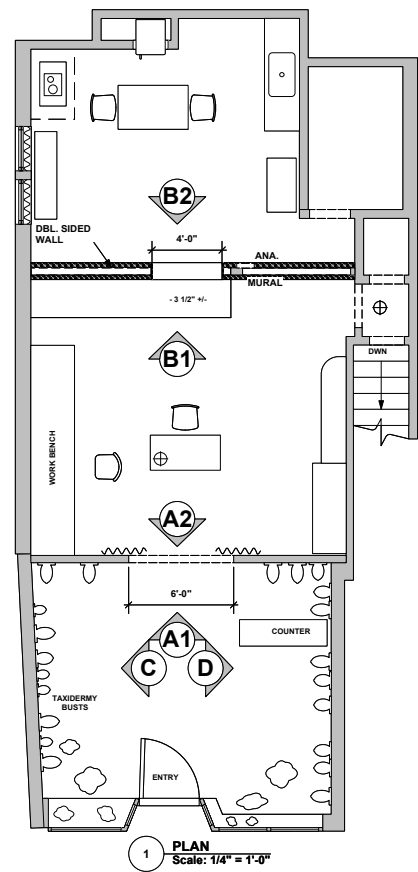 B2
DBL. SIDED
WALL
4'-0"
ANA.
MURAL
- 3 1/2" +/-
B1
DWN
WORK BENCH
A2
6'-0"
A1
COUNTER
C
D
TAXIDERMY
BUSTS
ENTRY
1
PLAN
Scale: 1/4" = 1'-0"